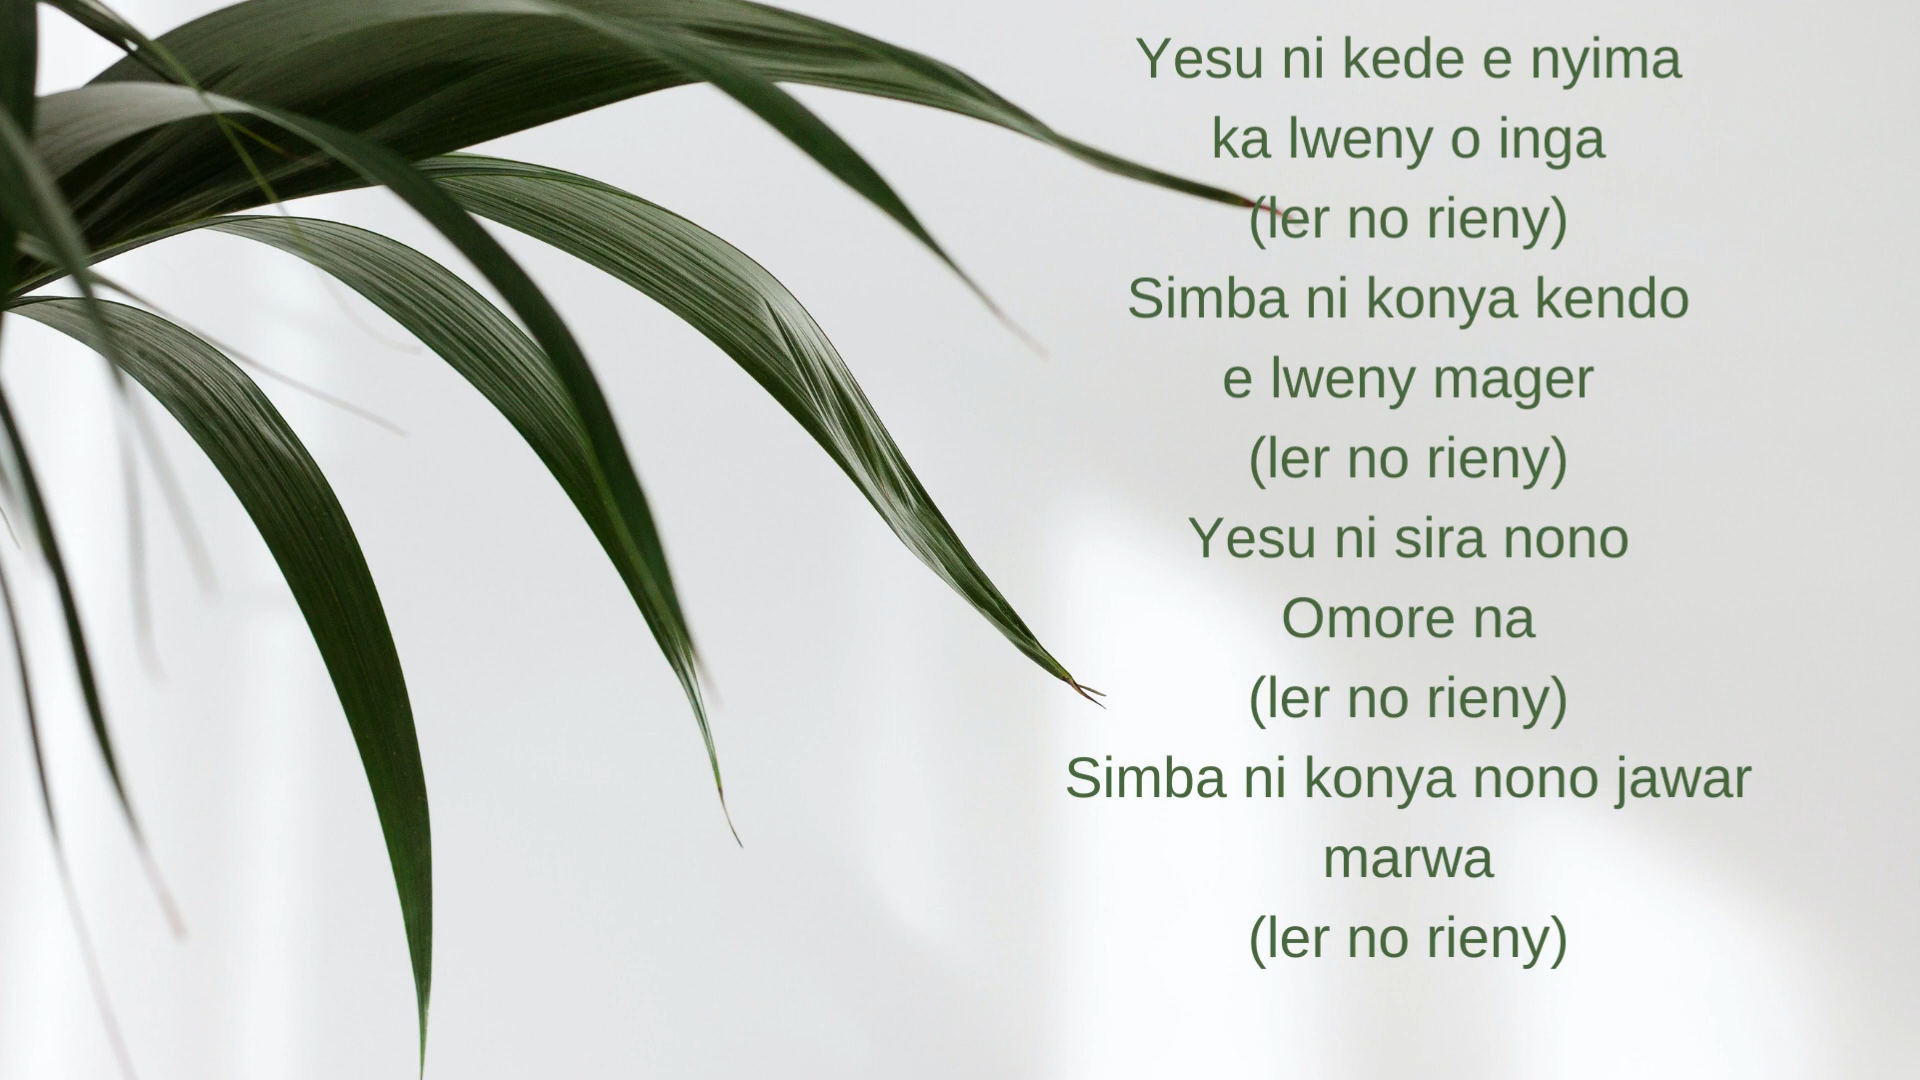 Yesu ni kede e nyima
ka lweny o inga
(ler no rieny)
Simba ni konya kendo
e lweny mager
(ler no rieny)
Yesu ni sira nono
Omore na
(ler no rieny)
Simba ni konya nono jawar
marwa
(ler no rieny)